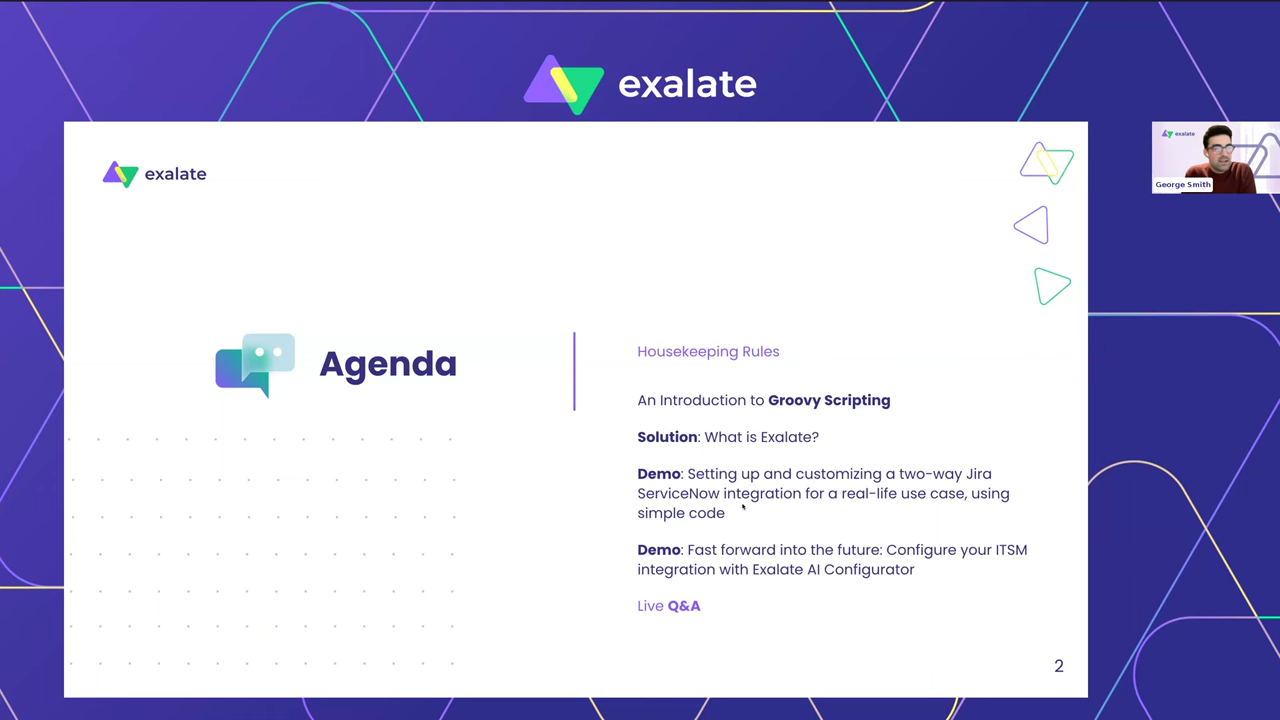 exalate
exalate
exalate
George Smith
Agenda
Housekeeping Rules
An Introduction to Groovy Scripting
Solution: What is Exalate?
Demo: Setting up and customizing a two-way Jira
ServiceNow integration for a real-life use case, using
simple code
Demo: Fast forward into the future: Configure your ITSM
integration with Exalate AI Configurator
Live Q&A
2